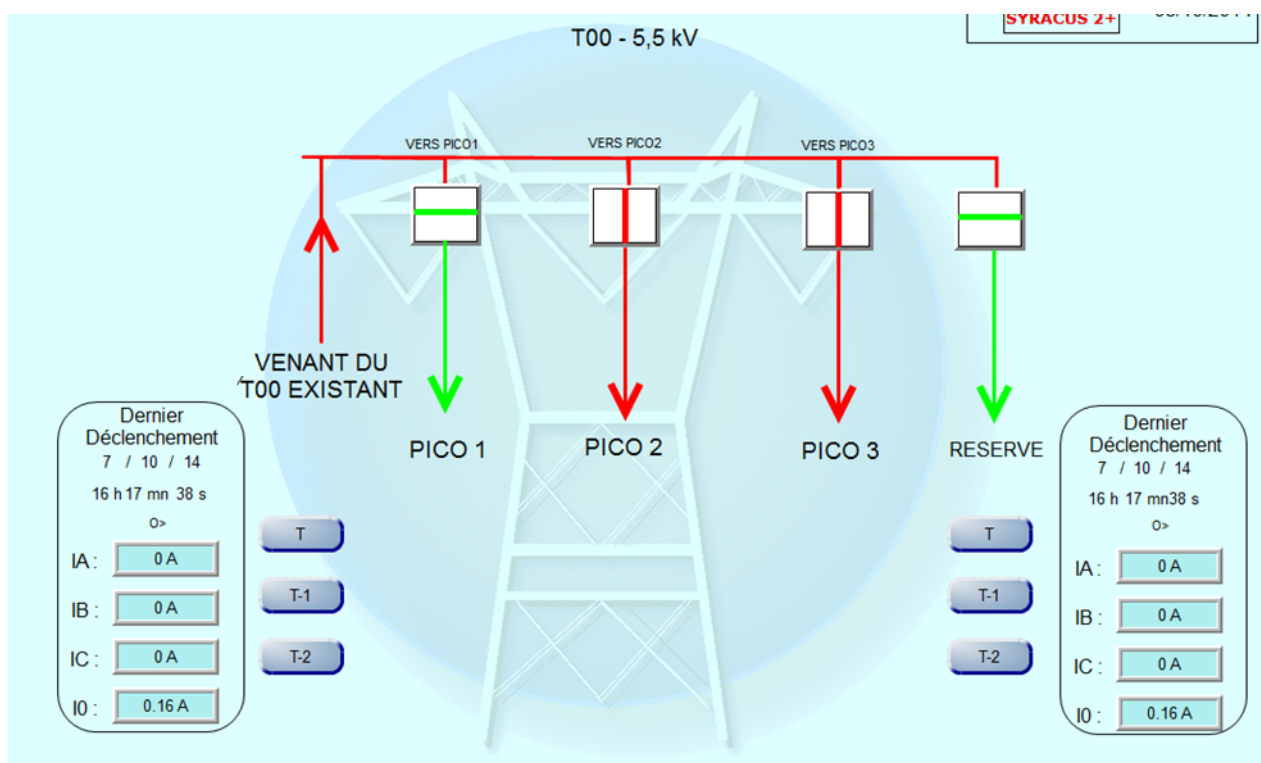 SYRACUS 2+
T00 - 5,5 kV
VERS PICO1
VERS PICO2
VERS PICO3
VENANT DU
T00 EXISTANT
PICO 1
PICO 2
PICO 3
RESERVE
Dernier
Déclenchement
7 / 10 / 14
16 h 17 mn 38 s
O>
IA : 0 A
IB : 0 A
IC : 0 A
I0 : 0.16 A
T
T-1
T-2
T
T-1
T-2
Dernier
Déclenchement
7 / 10 / 14
16 h 17 mn38 s
O>
IA : 0 A
IB : 0 A
IC : 0 A
I0 : 0.16 A